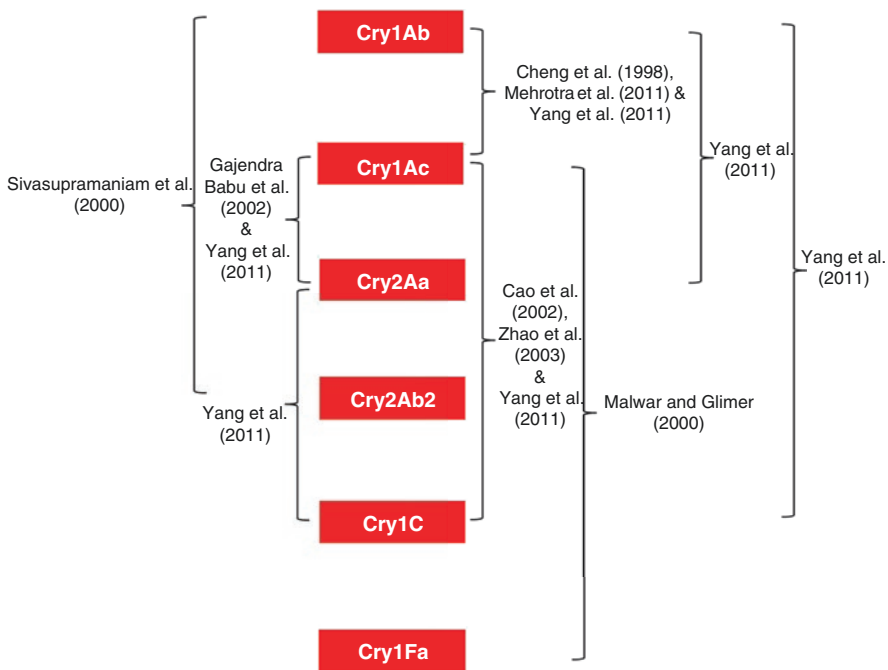 Cry1Ab
Cheng et al. (1998),
Mehrotra et al. (2011) &
Yang et al. (2011)
Yang et al.
(2011)
Sivasupramaniam et al.
(2000)
Gajendra
Babu et al.
(2002)
&
Yang et al.
(2011)
Cry1Ac
Yang et al.
(2011)
Cry2Aa
Cao et al.
(2002),
Zhao et al.
(2003)
&
Yang et al.
(2011)
Cry2Ab2
Yang et al.
(2011)
Malwar and Glimer
(2000)
Cry1C
Cry1Fa